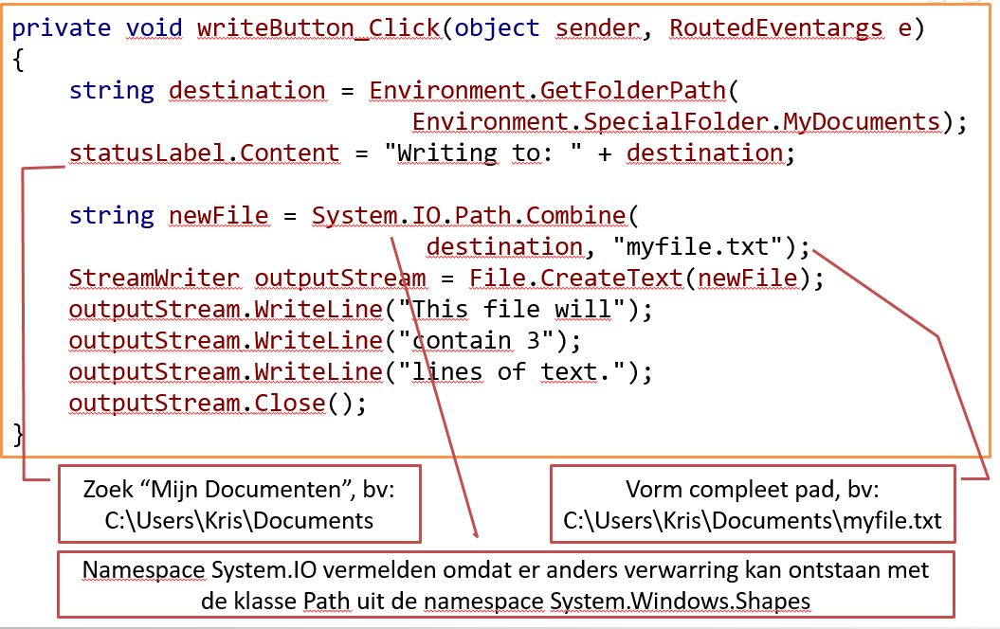 private void writeButton_Click(object sender, RoutedEventargs e)
{
string destination = Environment.GetFolderPath(
Environment.SpecialFolder.MyDocuments);
statusLabel.Content = "Writing to: " + destination;
string newFile = System.IO.Path.Combine(
destination, "myfile.txt");
StreamWriter outputStream = File.CreateText(newFile);
outputStream.WriteLine("This file will");
outputStream.WriteLine("contain 3");
outputStream.WriteLine("lines of text.");
outputStream.Close();
}
Zoek “Mijn Documenten”, bv:
C:\Users\Kris\Documents
Vorm compleet pad, bv:
C:\Users\Kris\Documents\myfile.txt
Namespace System.IO vermelden omdat er anders verwarring kan ontstaan met
de klasse Path uit de namespace System.Windows.Shapes